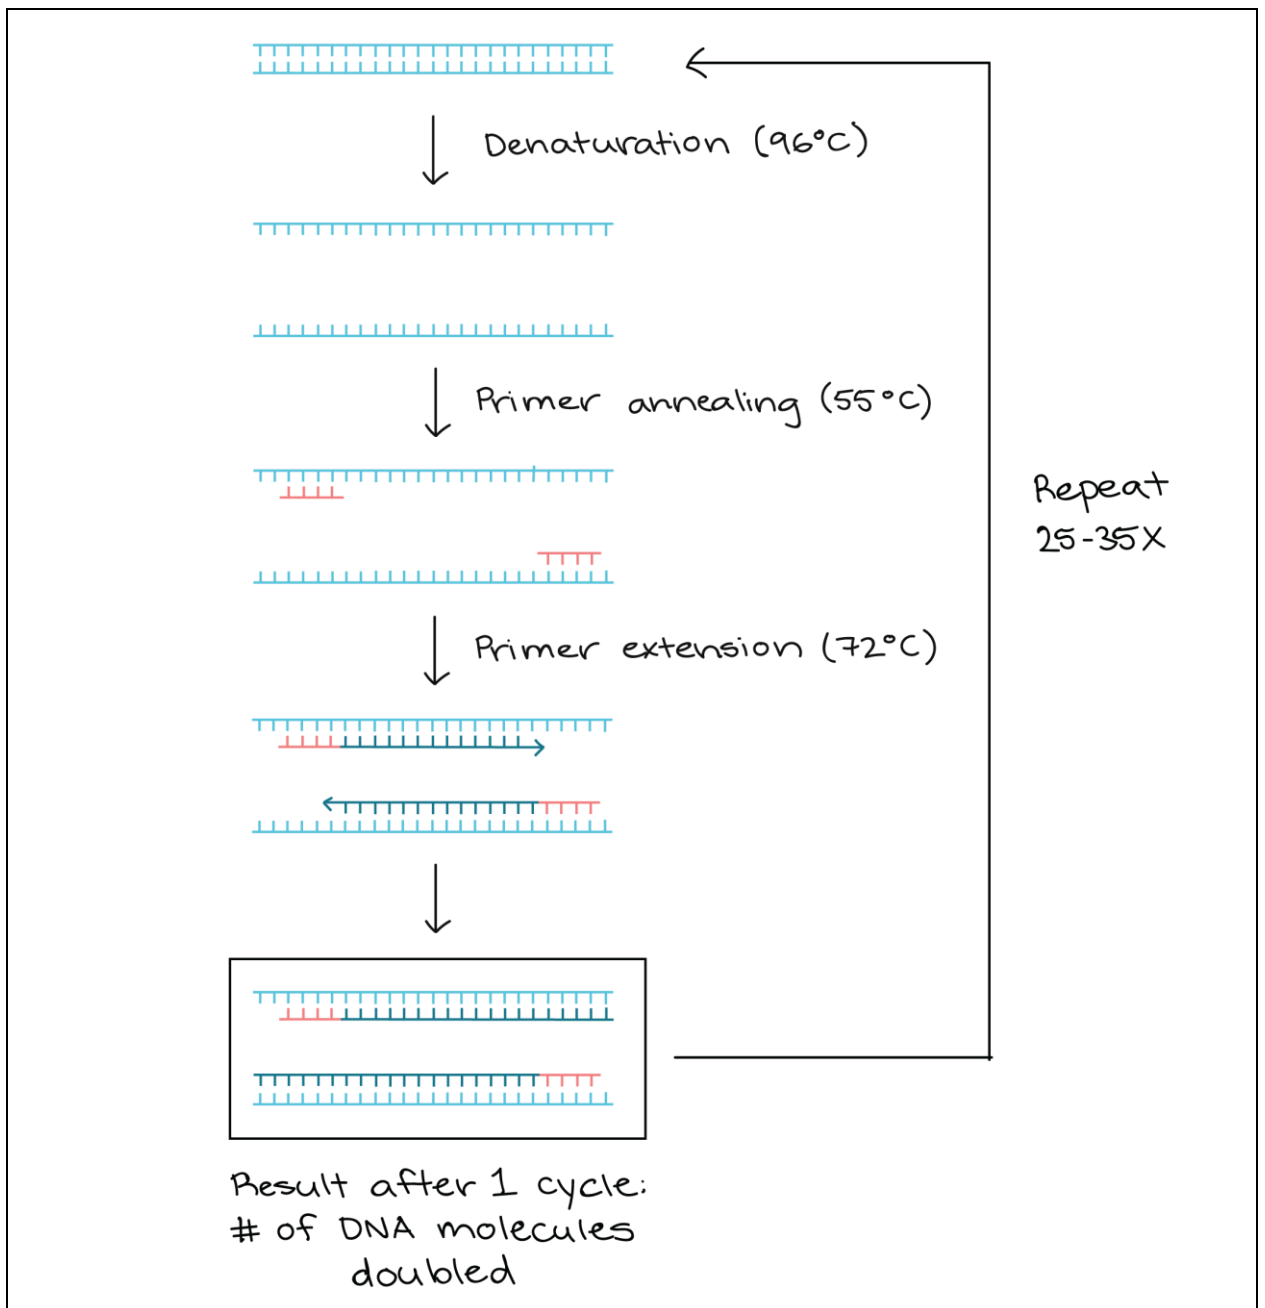 Denaturation (96°C)
Primer annealing (55°C)
Repeat
25-35X
Primer extension (72°C)
Result after 1 cycle:
# of DNA molecules
doubled